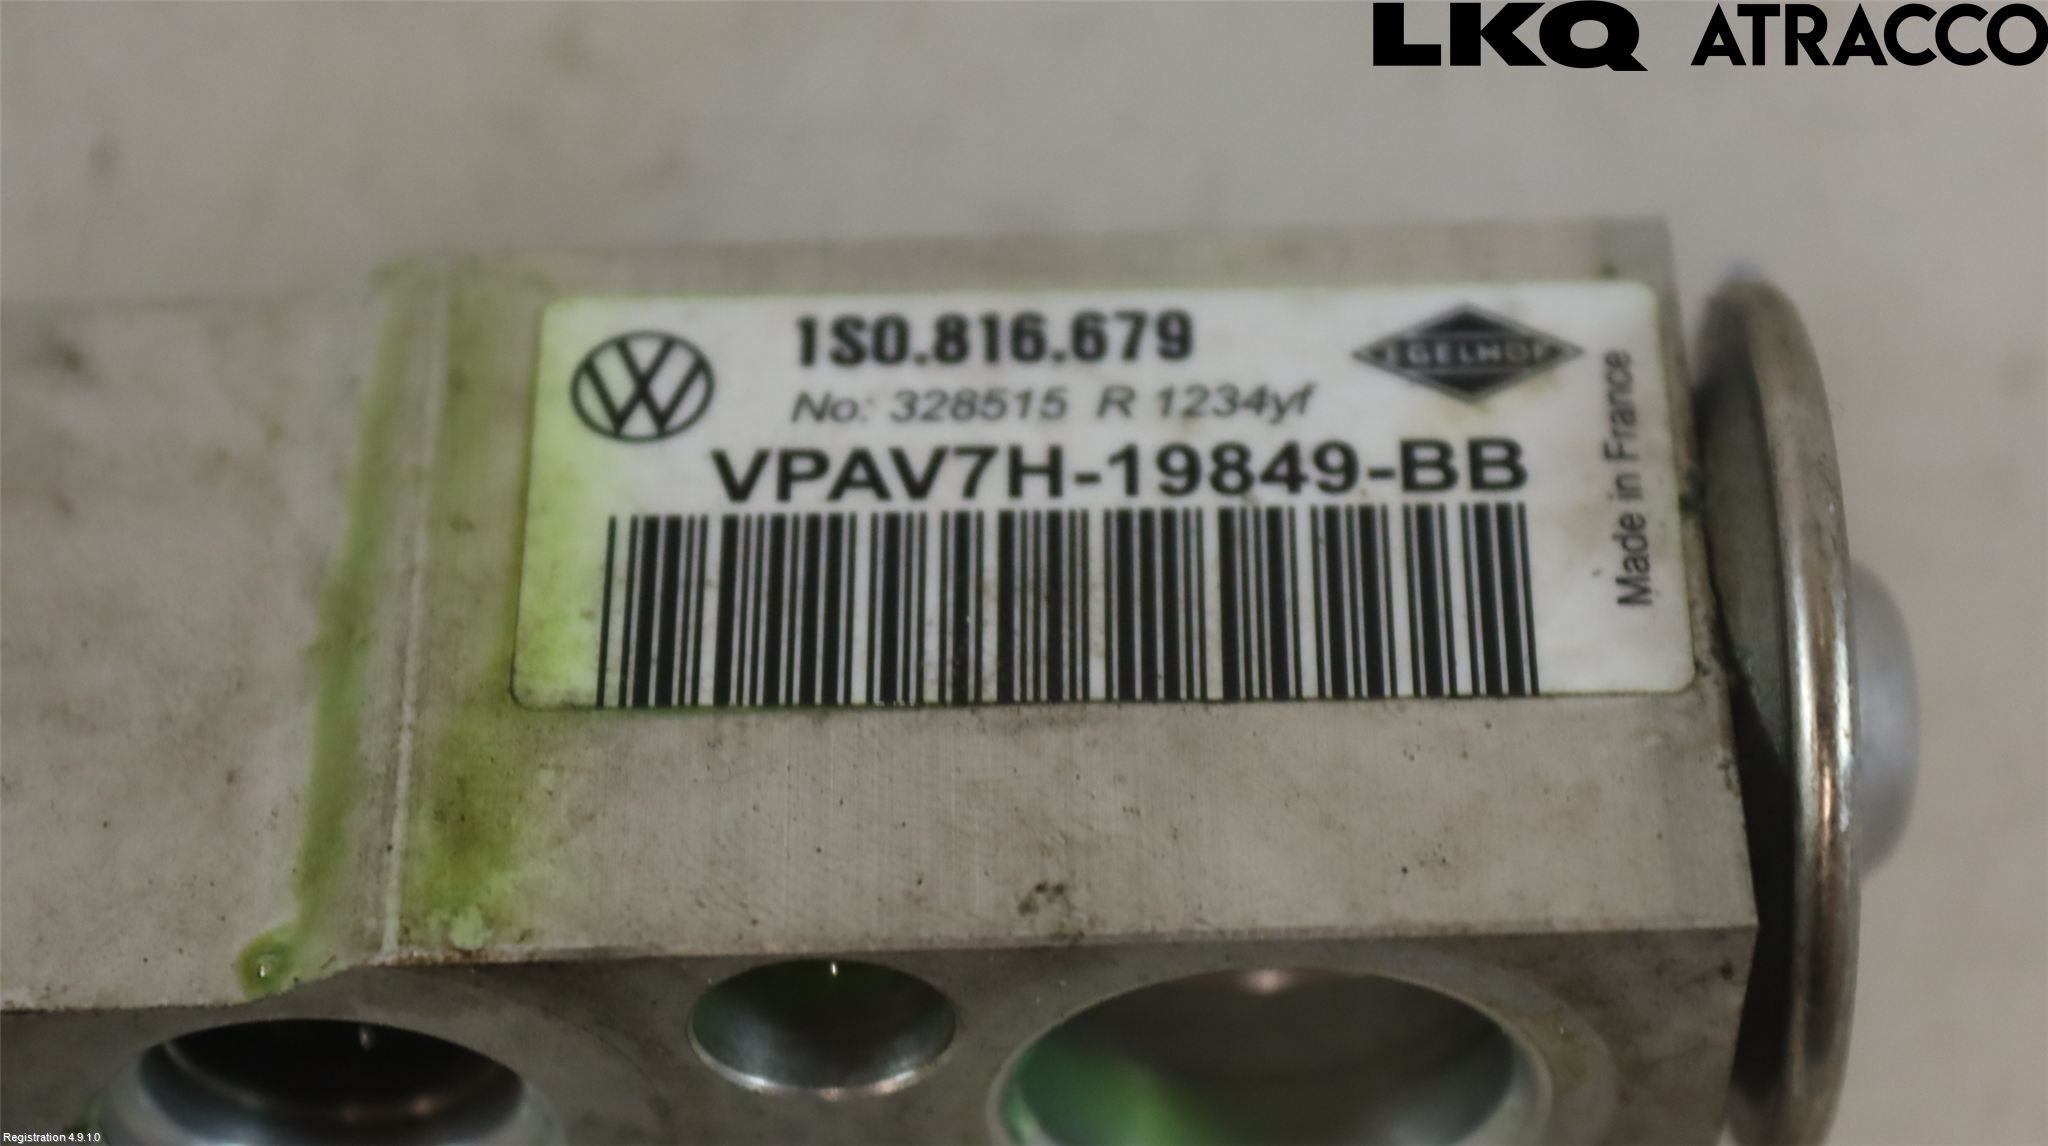 LKQ ATRACCO
1S0.816.679
EGELHOF
No: 328515 R 1234yf
VPAV7H-19849-BB
Made in France
Registration 4.9.1.0